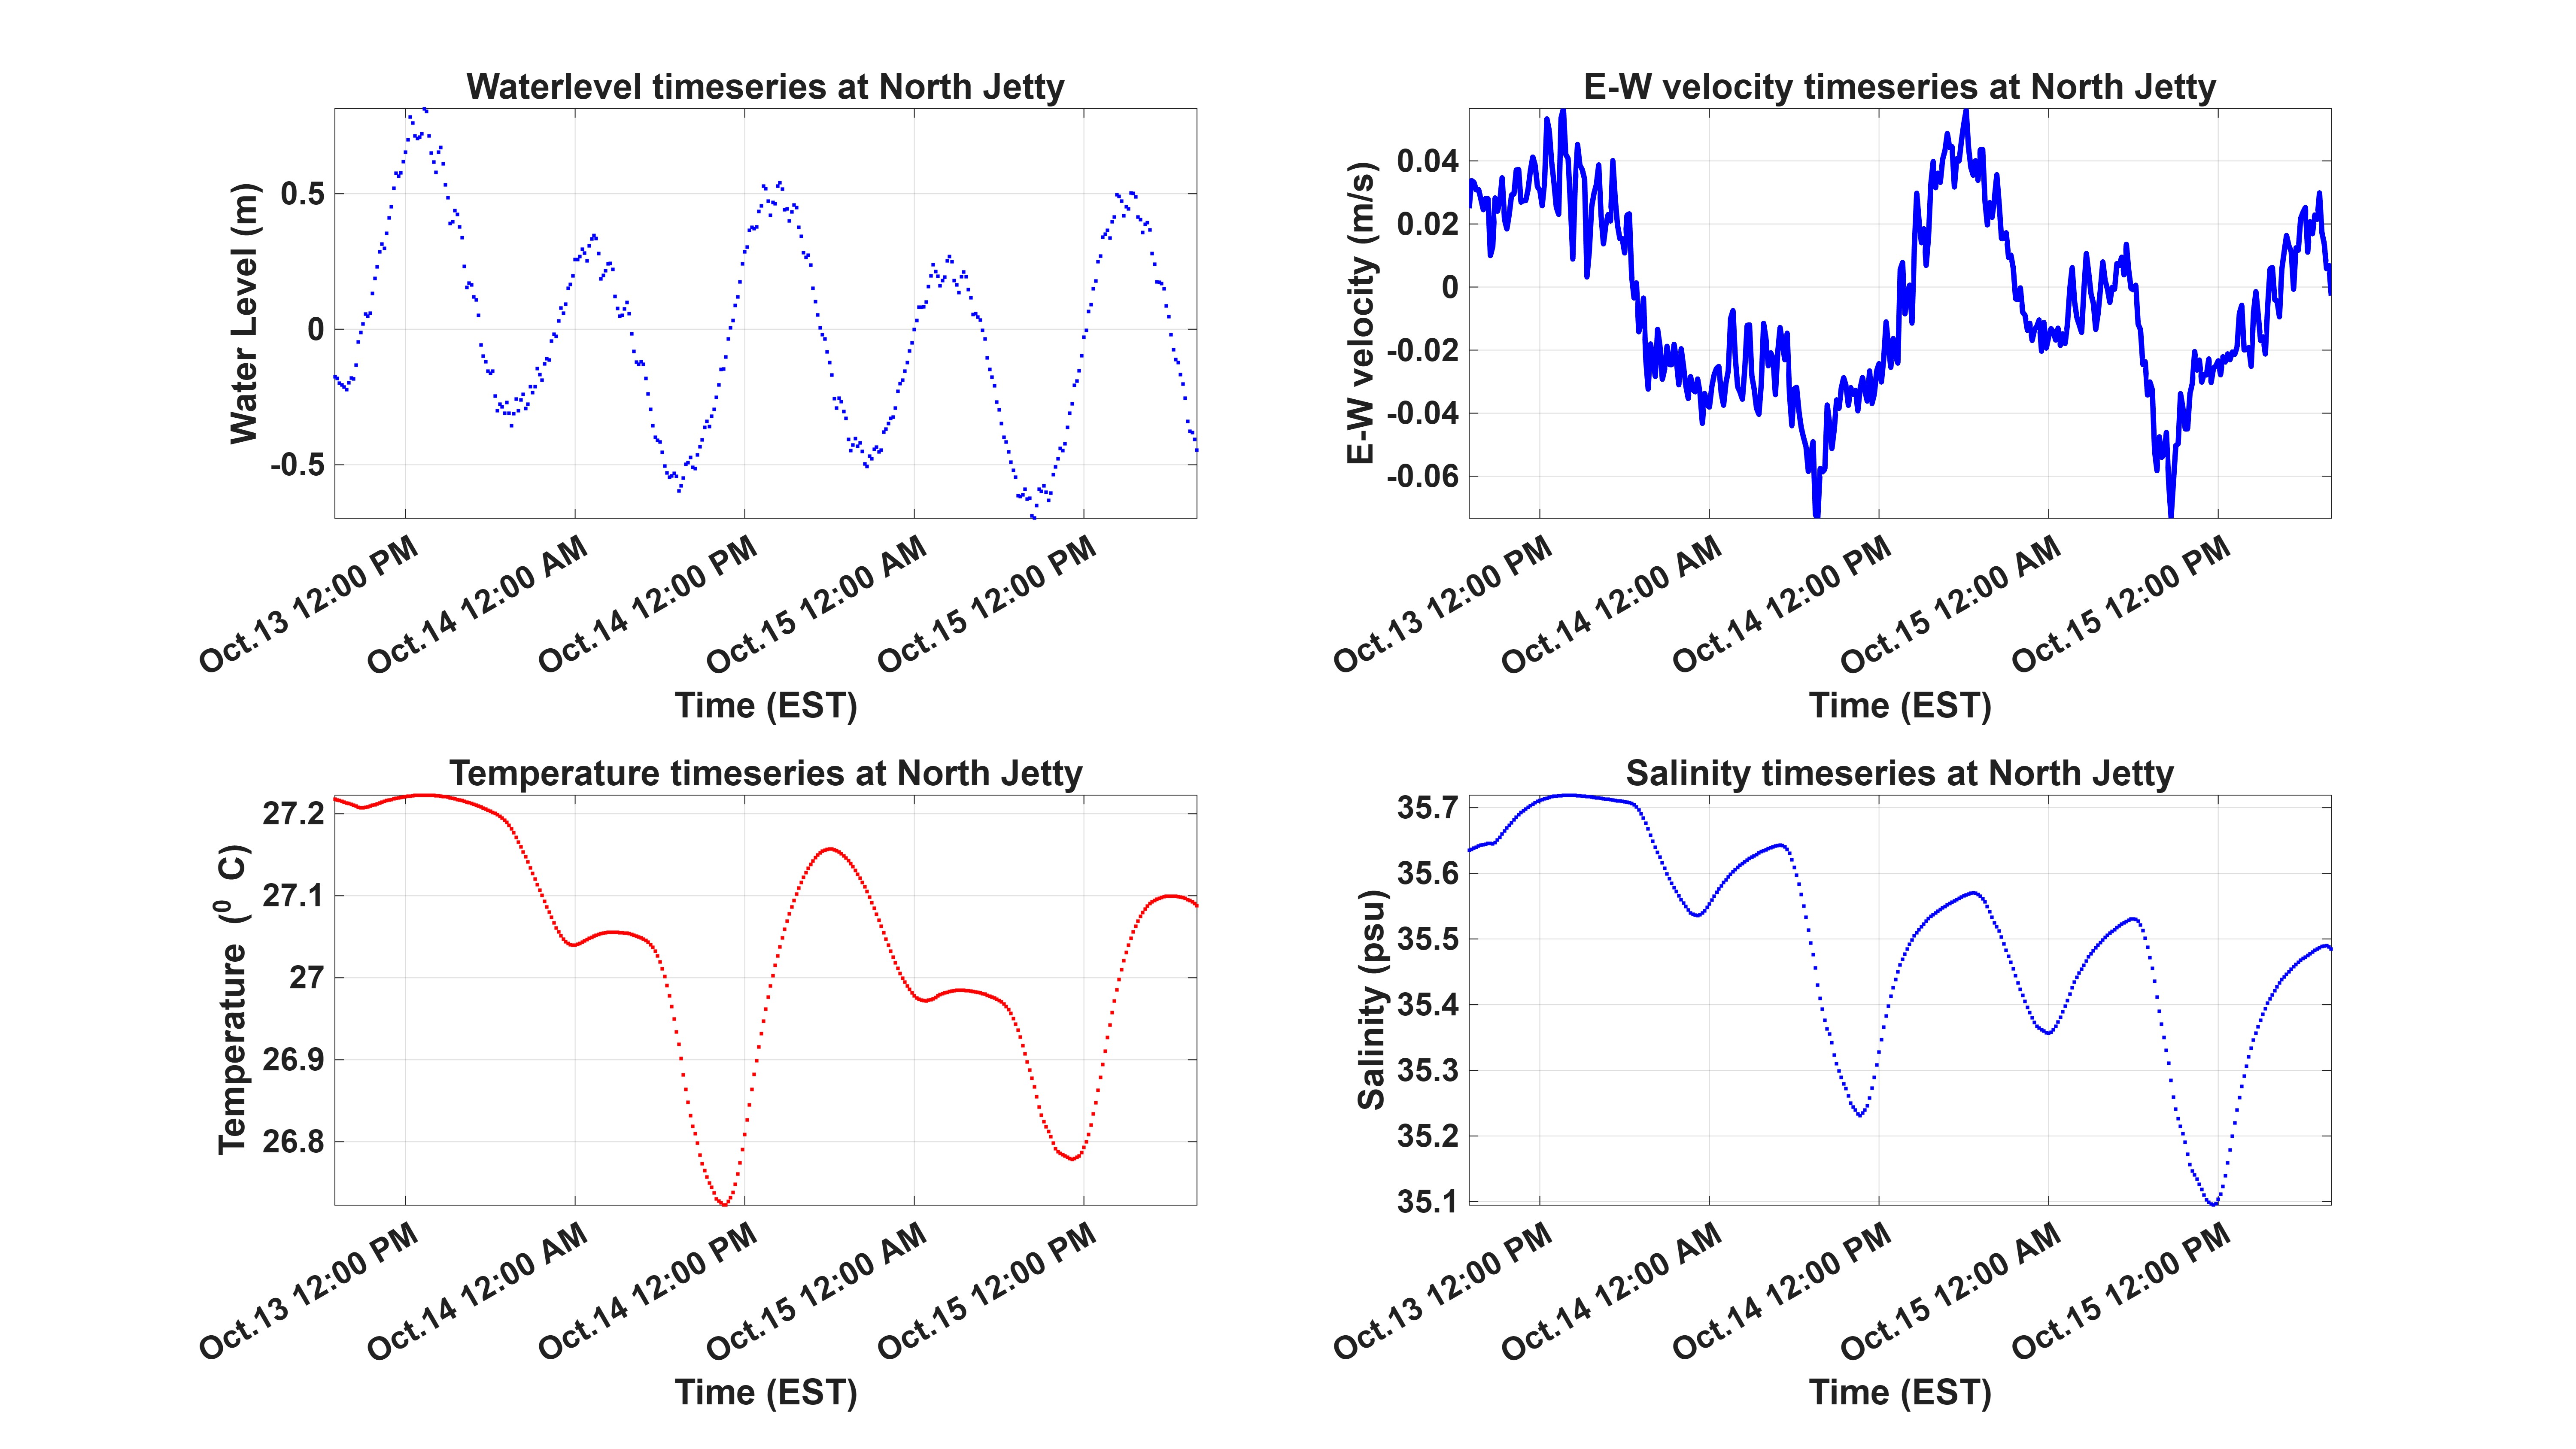 Waterlevel timeseries at North Jetty
Water Level (m)
0.5
0
-0.5
Oct.13 12:00 PM
Oct.14 12:00 AM
Oct.14 12:00 PM
Oct.15 12:00 AM
Oct.15 12:00 PM
Time (EST)
E-W velocity timeseries at North Jetty
E-W velocity (m/s)
0.04
0.02
0
-0.02
-0.04
-0.06
Oct.13 12:00 PM
Oct.14 12:00 AM
Oct.14 12:00 PM
Oct.15 12:00 AM
Oct.15 12:00 PM
Time (EST)
Temperature timeseries at North Jetty
Temperature (⁰ C)
27.2
27.1
27
26.9
26.8
Oct.13 12:00 PM
Oct.14 12:00 AM
Oct.14 12:00 PM
Oct.15 12:00 AM
Oct.15 12:00 PM
Time (EST)
Salinity timeseries at North Jetty
Salinity (psu)
35.7
35.6
35.5
35.4
35.3
35.2
35.1
Oct.13 12:00 PM
Oct.14 12:00 AM
Oct.14 12:00 PM
Oct.15 12:00 AM
Oct.15 12:00 PM
Time (EST)